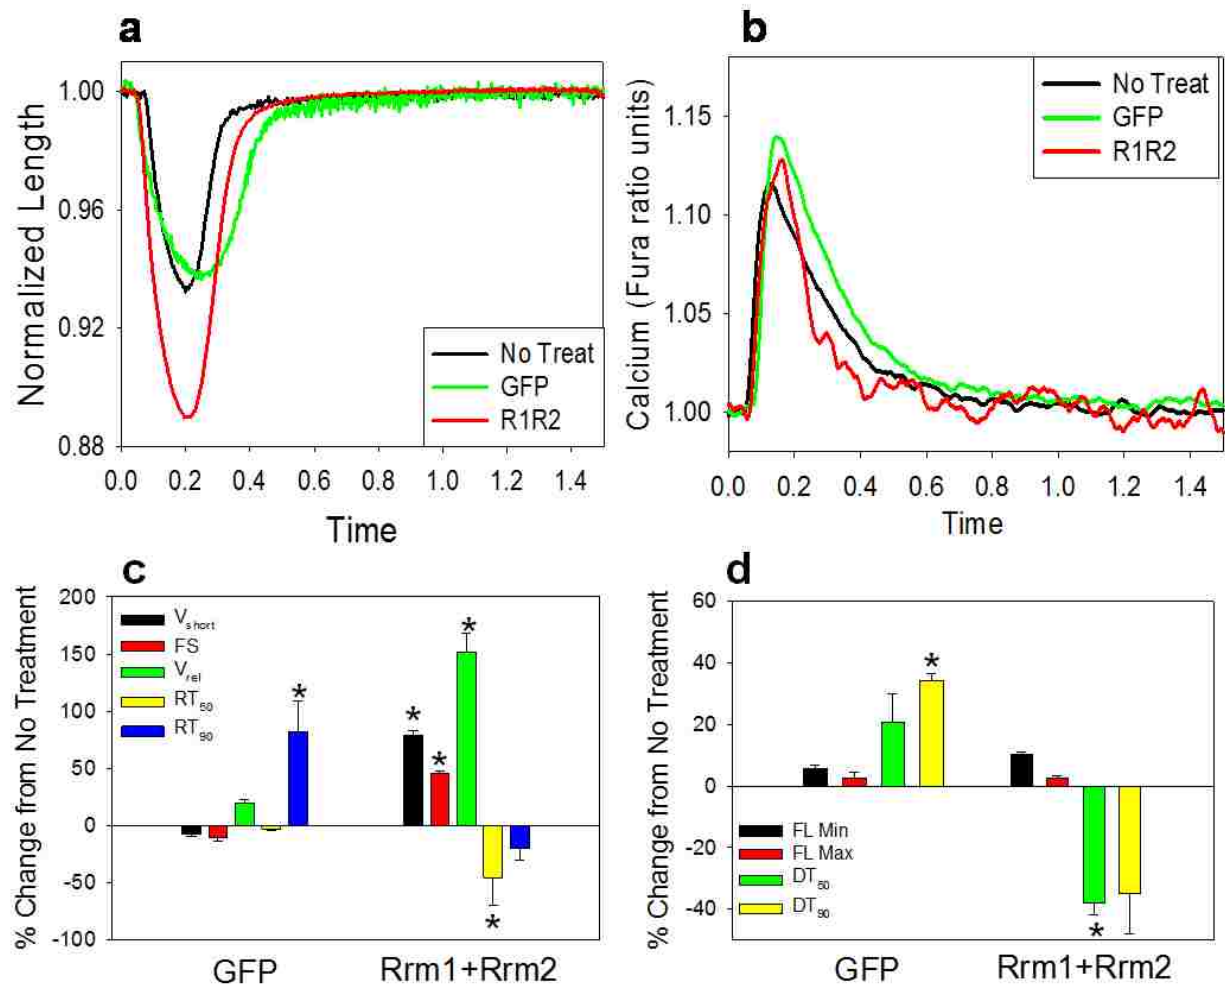 a
1.00
0.96
0.92
0.88
Normalized Length
No Treat
GFP
R1R2
0.0 0.2 0.4 0.6 0.8 1.0 1.2 1.4
Time
b
1.15
1.10
1.05
1.00
Calcium (Fura ratio units)
No Treat
GFP
R1R2
0.0 0.2 0.4 0.6 0.8 1.0 1.2 1.4
Time
c
200
150
100
50
0
-50
-100
% Change from No Treatment
Vshort
FS
Vrel
RT50
RT90
* * * * *
GFP Rrm1+Rrm2
d
60
40
20
0
-20
-40
% Change from No Treatment
FL Min
FL Max
DT50
DT90
* *
GFP Rrm1+Rrm2